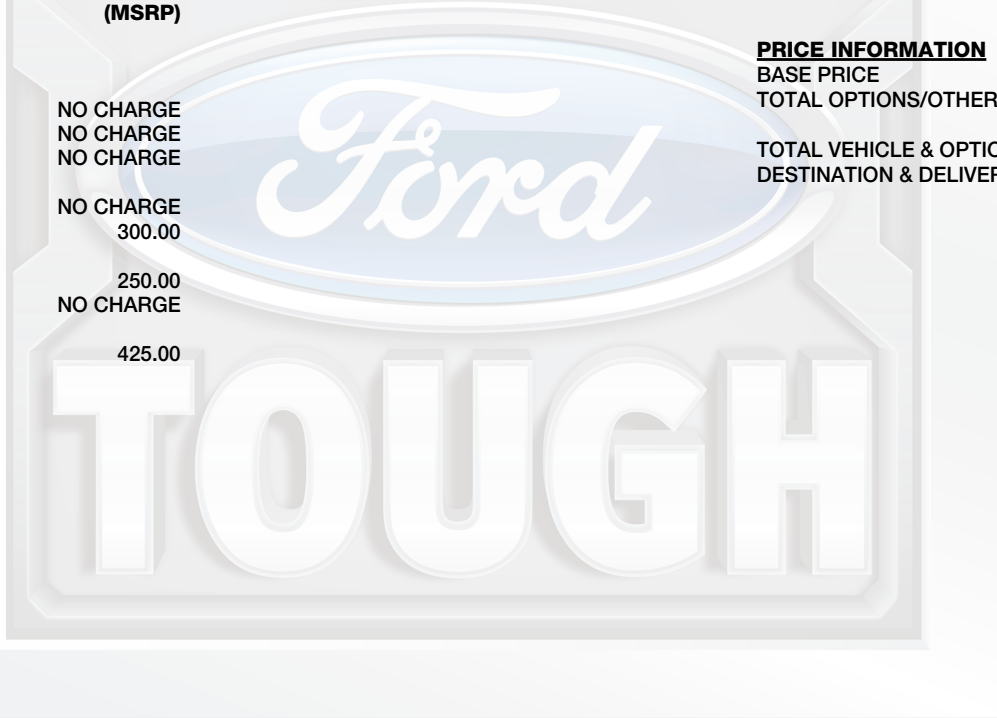 (MSRP)
NO CHARGE
NO CHARGE
NO CHARGE
NO CHARGE
300.00
250.00
NO CHARGE
425.00
PRICE INFORMATION
BASE PRICE
TOTAL OPTIONS/OTHER
TOTAL VEHICLE & OPTIO
DESTINATION & DELIVER
Ford
TOUGH